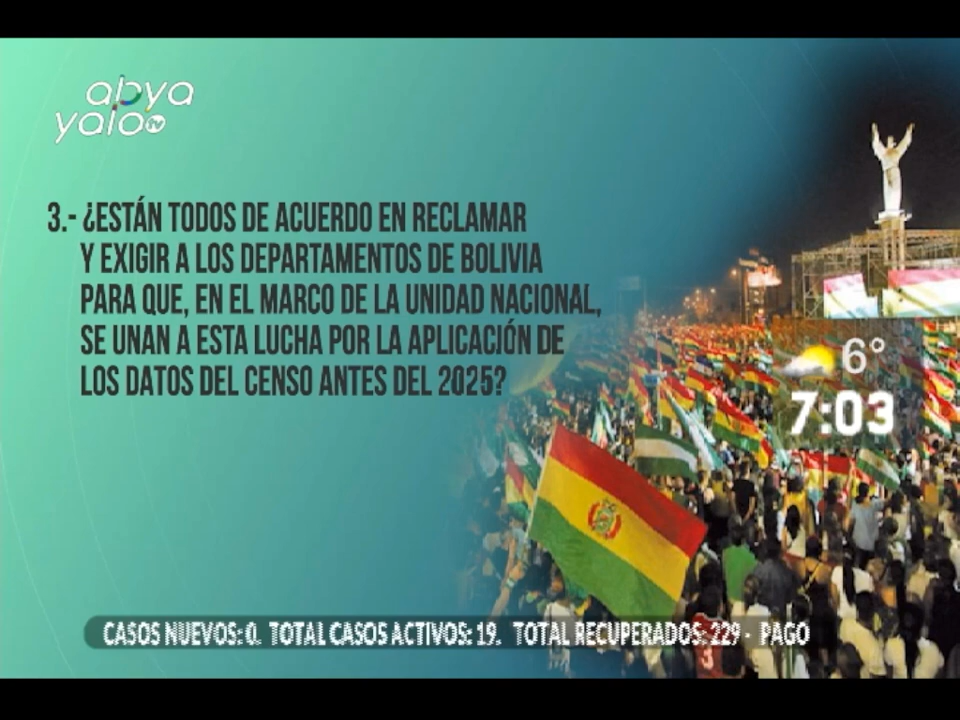 abya
yala TV
3.- ¿ESTÁN TODOS DE ACUERDO EN RECLAMAR
Y EXIGIR A LOS DEPARTAMENTOS DE BOLIVIA
PARA QUE, EN EL MARCO DE LA UNIDAD NACIONAL,
SE UNAN A ESTA LUCHA POR LA APLICACIÓN DE
LOS DATOS DEL CENSO ANTES DEL 2025?
6°
7:03
CASOS NUEVOS: 0. TOTAL CASOS ACTIVOS: 19. TOTAL RECUPERADOS: 229 - PAGO